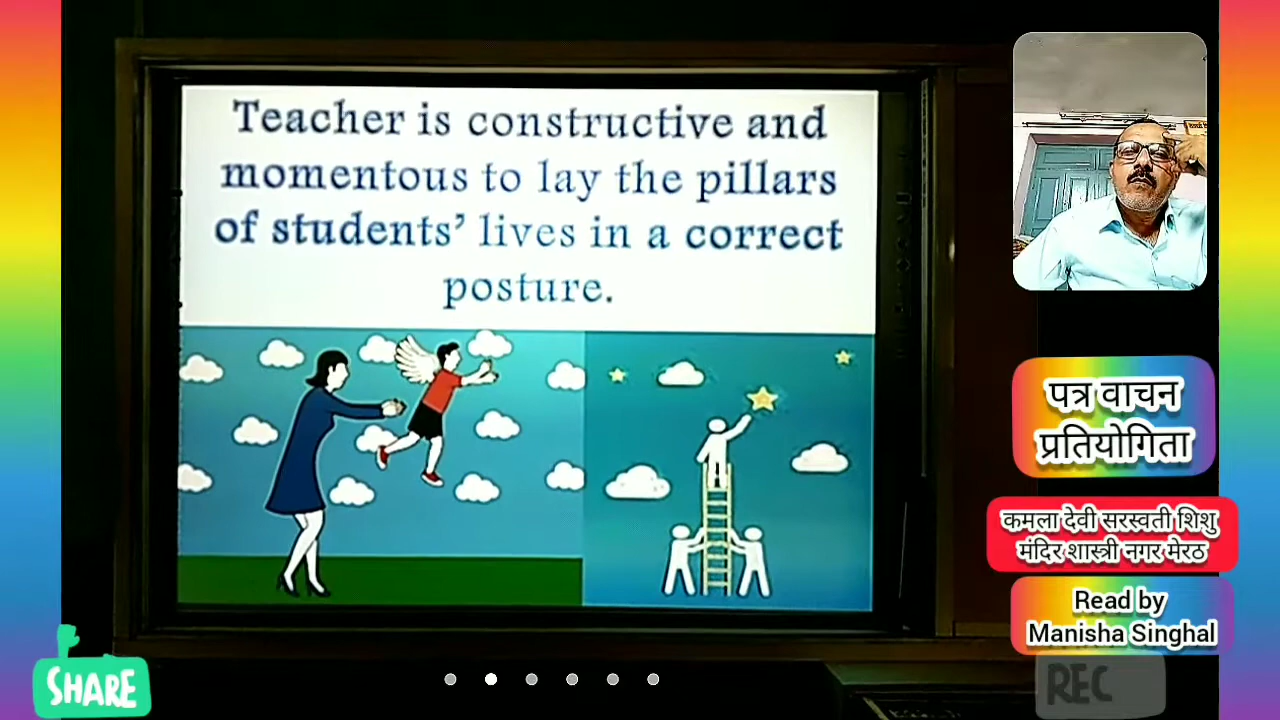 Teacher is constructive and
momentous to lay the pillars
of students’ lives in a correct
posture.
पत्र वाचन
प्रतियोगिता
कमला देवी सरस्वती शिशु
मंदिर शास्त्री नगर मेरठ
Read by
Manisha Singhal
SHARE
REC